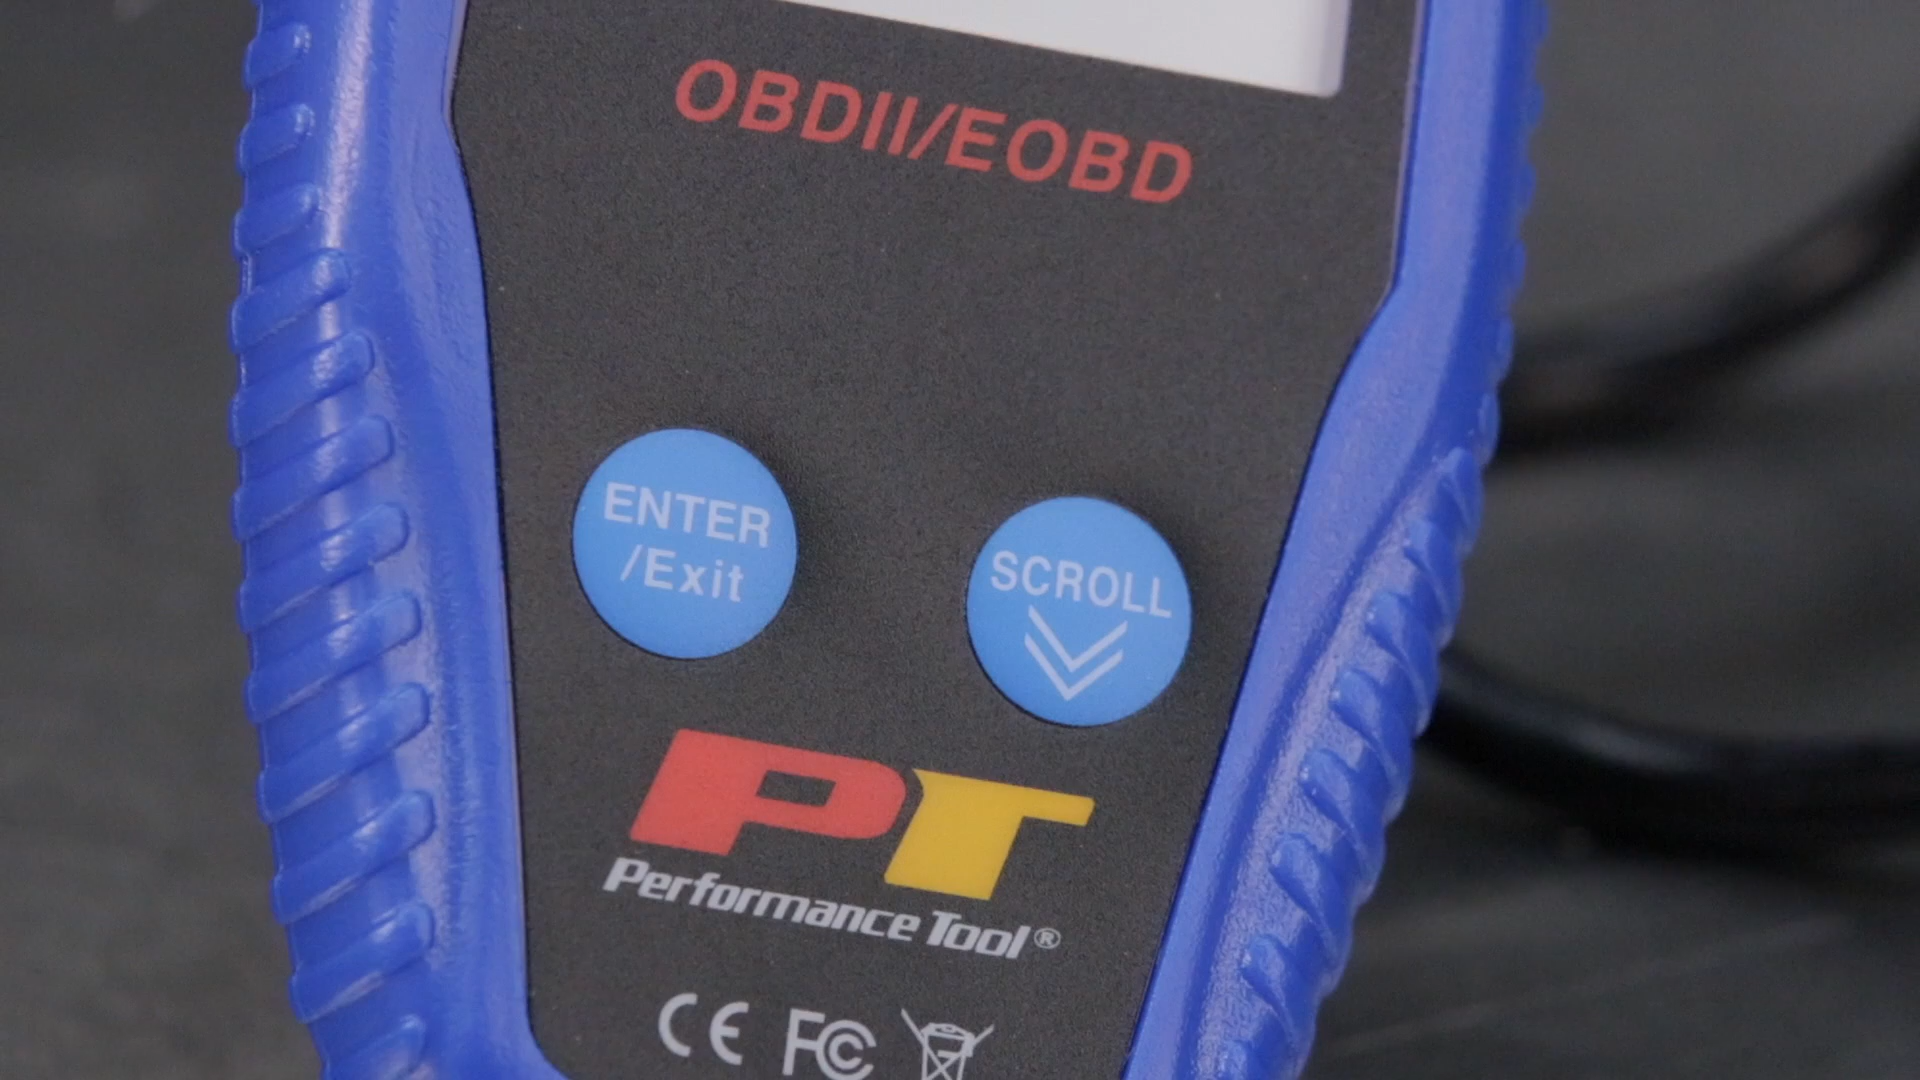 OBDII/EOBD
ENTER
/Exit
SCROLL
PT
Performance Tool®
CE FC